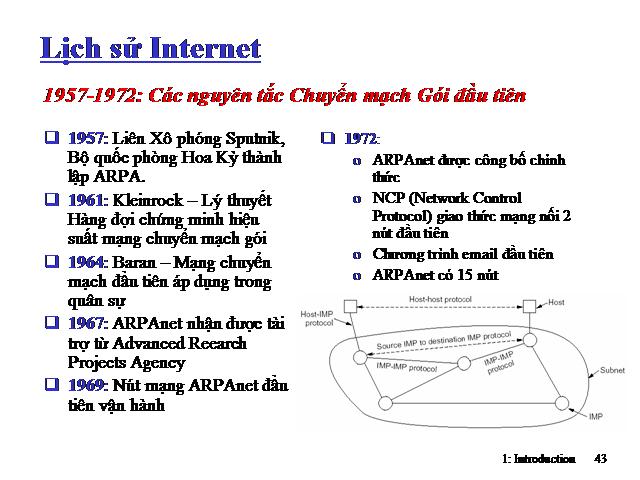 Lịch sử Internet
1957-1972: Các nguyên tắc Chuyển mạch Gói đầu tiên
1957: Liên Xô phóng Sputnik,
Bộ quốc phòng Hoa Kỳ thành
lập ARPA.
1961: Kleinrock – Lý thuyết
Hàng đợi chứng minh hiệu
suất mạng chuyển mạch gói
1964: Baran – Mạng chuyển
mạch đầu tiên áp dụng trong
quân sự
1967: ARPAnet nhận được tài
trợ từ Advanced Reearch
Projects Agency
1969: Nút mạng ARPAnet đầu
tiên vận hành
1972:
o ARPAnet được công bố chính
thức
o NCP (Network Control
Protocol) giao thức mạng nối 2
nút đầu tiên
o Chương trình email đầu tiên
o ARPAnet có 15 nút
Host-host protocol
Host
Host-IMP
protocol
Source IMP to destination IMP protocol
IMP-IMP protocol
IMP-IMP
protocol
Subnet
IMP
1: Introduction 43